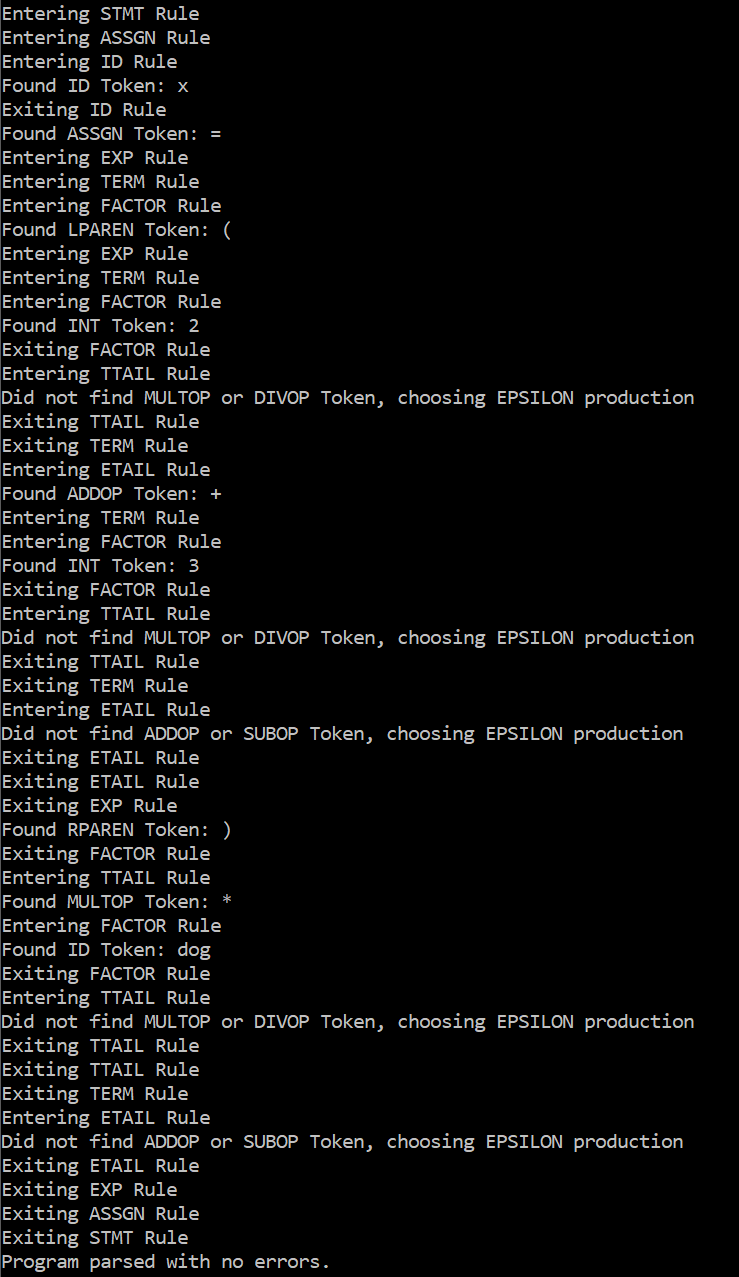 Entering STMT Rule
Entering ASSGN Rule
Entering ID Rule
Found ID Token: x
Exiting ID Rule
Found ASSGN Token: =
Entering EXP Rule
Entering TERM Rule
Entering FACTOR Rule
Found LPAREN Token: (
Entering EXP Rule
Entering TERM Rule
Entering FACTOR Rule
Found INT Token: 2
Exiting FACTOR Rule
Entering TTAIL Rule
Did not find MULTOP or DIVOP Token, choosing EPSILON production
Exiting TTAIL Rule
Exiting TERM Rule
Entering ETAIL Rule
Found ADDOP Token: +
Entering TERM Rule
Entering FACTOR Rule
Found INT Token: 3
Exiting FACTOR Rule
Entering TTAIL Rule
Did not find MULTOP or DIVOP Token, choosing EPSILON production
Exiting TTAIL Rule
Exiting TERM Rule
Entering ETAIL Rule
Did not find ADDOP or SUBOP Token, choosing EPSILON production
Exiting ETAIL Rule
Exiting ETAIL Rule
Exiting EXP Rule
Found RPAREN Token: )
Exiting FACTOR Rule
Entering TTAIL Rule
Found MULTOP Token: *
Entering FACTOR Rule
Found ID Token: dog
Exiting FACTOR Rule
Entering TTAIL Rule
Did not find MULTOP or DIVOP Token, choosing EPSILON production
Exiting TTAIL Rule
Exiting TTAIL Rule
Exiting TERM Rule
Entering ETAIL Rule
Did not find ADDOP or SUBOP Token, choosing EPSILON production
Exiting ETAIL Rule
Exiting EXP Rule
Exiting ASSGN Rule
Exiting STMT Rule
Program parsed with no errors.